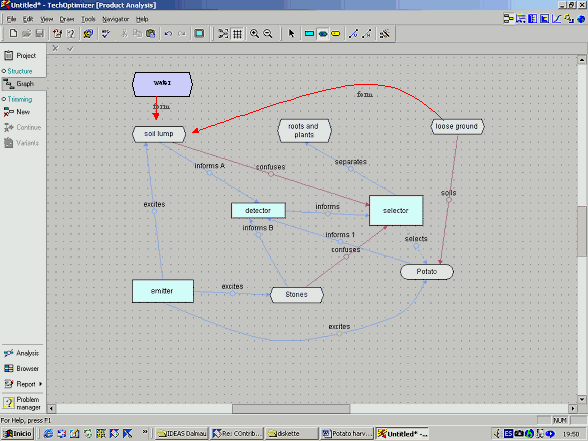 Untitled* - TechOptimizer [Product Analysis]
File Edit View Draw Tools Navigator Help
Project
Structure
Graph
Trimming
New
Continue
Variants
water
form
form
soil lump
roots and
plants
loose ground
informs A
confuses
separates
excites
soils
detector
informs
selector
informs B
informs 1
selects
confuses
Potato
emitter
excites
Stones
excites
Analysis
Browser
Report
Problem
manager
For Help, press F1
NUM
Inicio
IDEAS Dalmau
Re: COntrib...
diskette
Potato harv...
Untitled* -...
ES
19:50